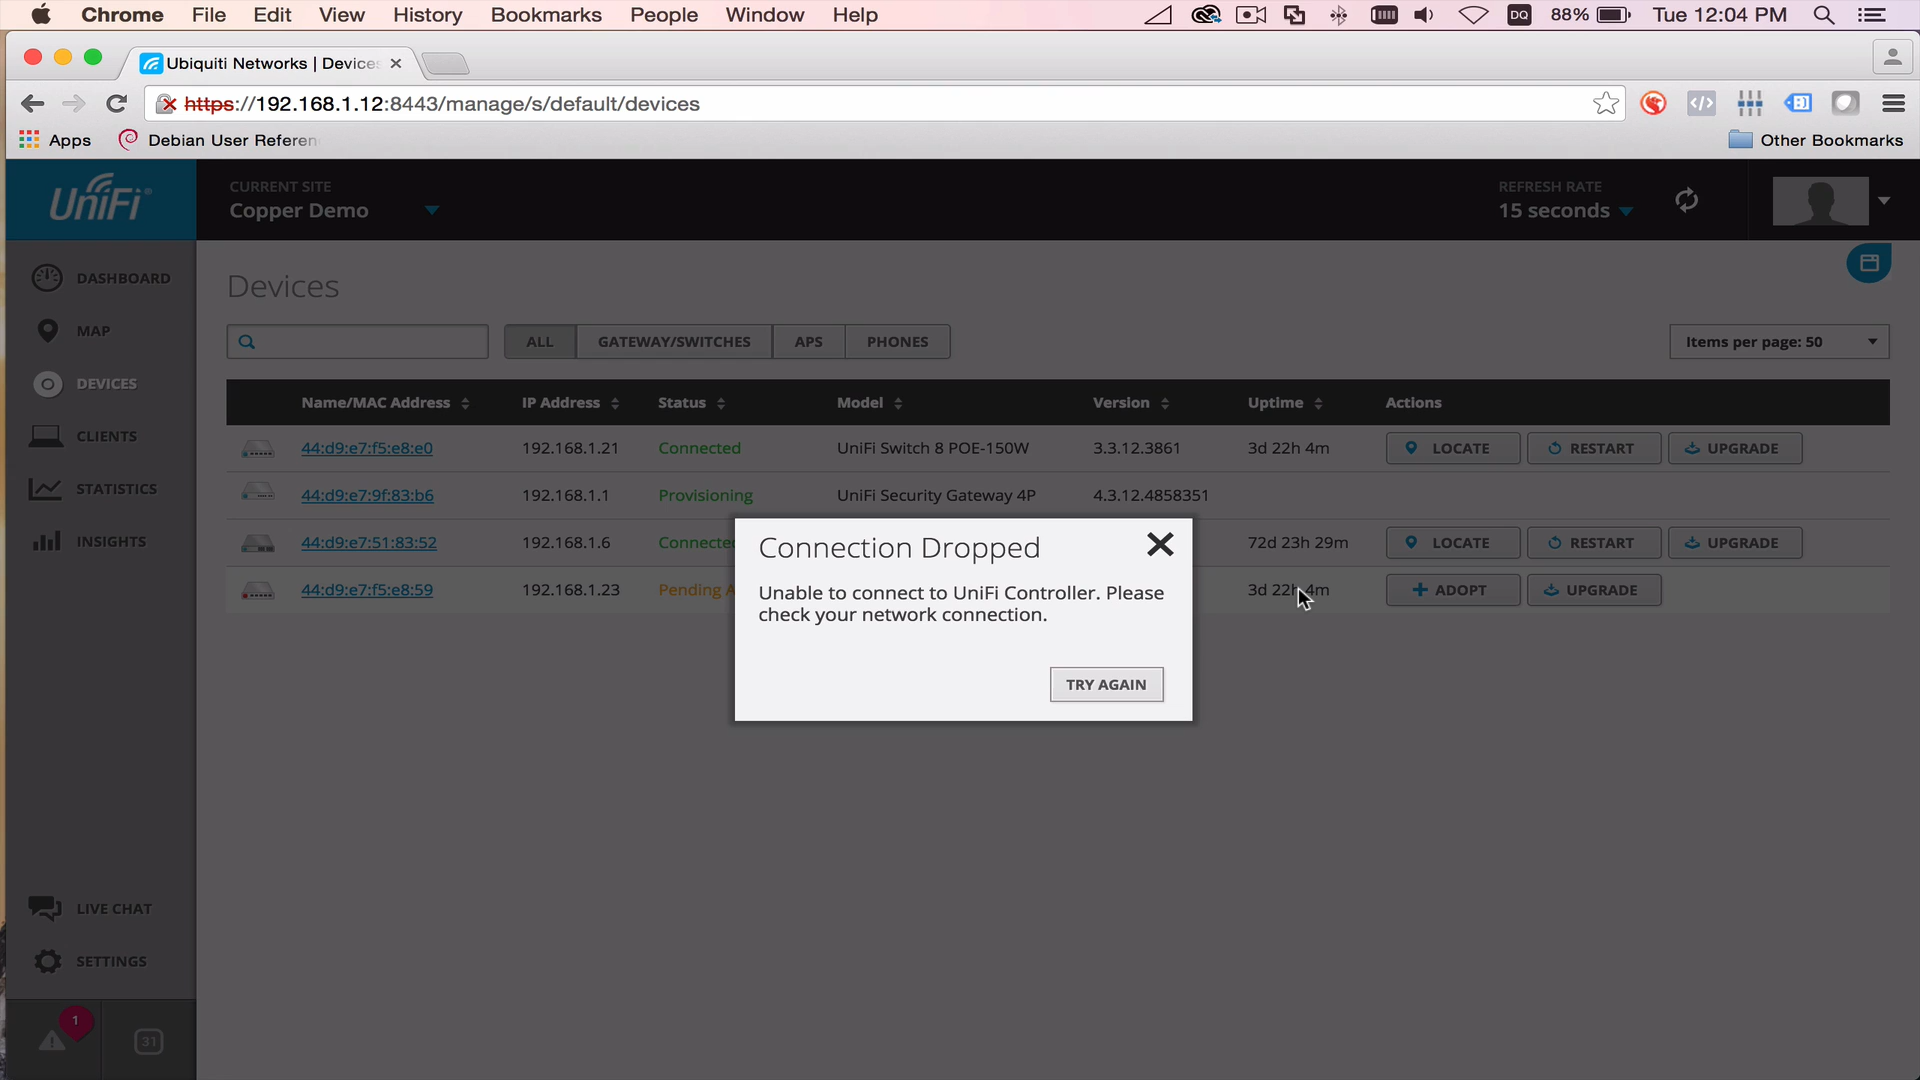 Chrome File Edit View History Bookmarks People Window Help DQ 88% Tue 12:04 PM
Ubiquiti Networks | Devices
https://192.168.1.12:8443/manage/s/default/devices
Apps Debian User Referen Other Bookmarks
UniFi CURRENT SITE REFRESH RATE
Copper Demo 15 seconds
DASHBOARD
MAP
DEVICES
CLIENTS
STATISTICS
INSIGHTS
LIVE CHAT
SETTINGS
1
31
Devices
ALL GATEWAY/SWITCHES APS PHONES Items per page: 50
Name/MAC Address IP Address Status Model Version Uptime Actions
44:d9:e7:f5:e8:e0 192.168.1.21 Connected UniFi Switch 8 POE-150W 3.3.12.3861 3d 22h 4m LOCATE RESTART UPGRADE
44:d9:e7:9f:83:b6 192.168.1.1 Provisioning UniFi Security Gateway 4P 4.3.12.4858351
44:d9:e7:51:83:52 192.168.1.6 Connected 72d 23h 29m LOCATE RESTART UPGRADE
44:d9:e7:f5:e8:59 192.168.1.23 Pending A 3d 22h 4m ADOPT UPGRADE
Connection Dropped
Unable to connect to UniFi Controller. Please
check your network connection.
TRY AGAIN